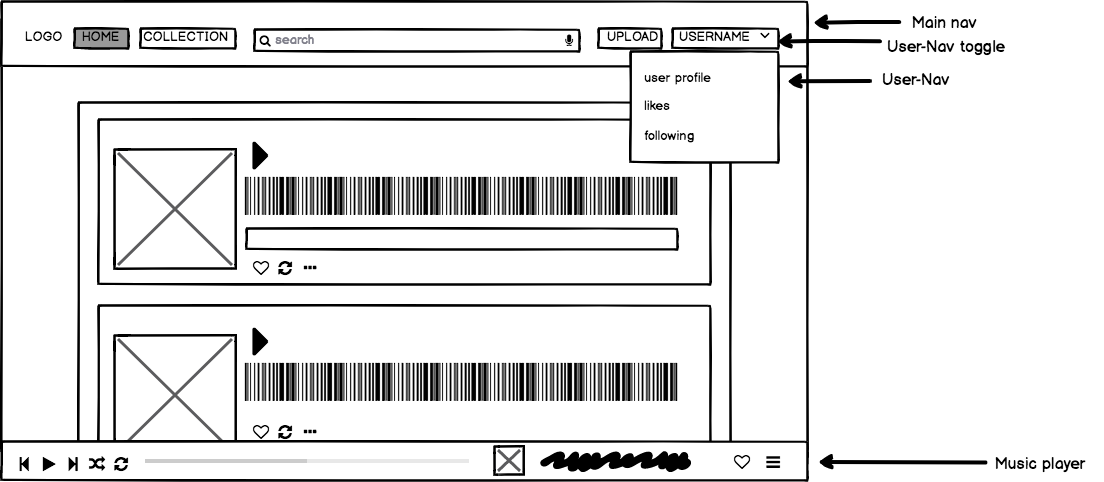 LOGO HOME COLLECTION search UPLOAD USERNAME
Main nav
User-Nav toggle
User-Nav
user profile
likes
following
Music player